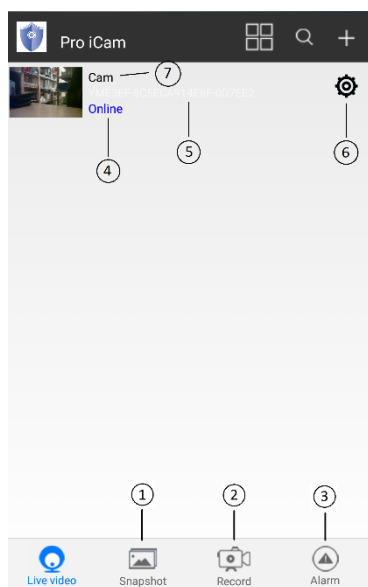 Pro iCam
Cam
7
Online
4
5
6
1
2
3
Live video
Snapshot
Record
Alarm